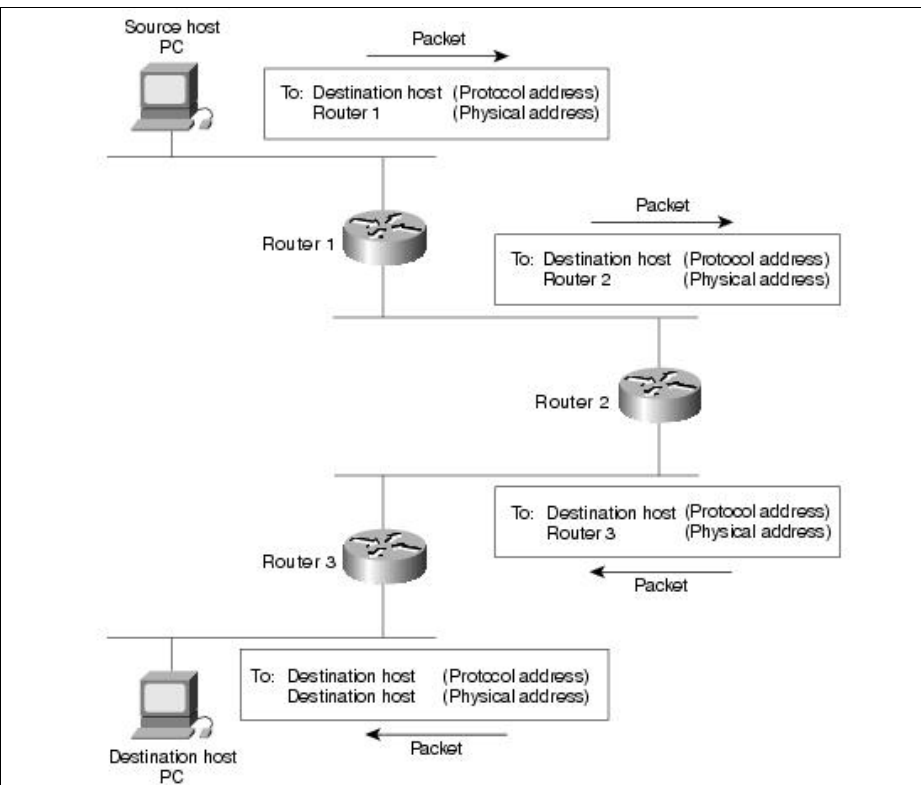 Source host
PC
Packet
To: Destination host (Protocol address)
Router 1 (Physical address)
Router 1
Packet
To: Destination host (Protocol address)
Router 2 (Physical address)
Router 2
To: Destination host (Protocol address)
Router 3 (Physical address)
Packet
Router 3
To: Destination host (Protocol address)
Destination host (Physical address)
Packet
Destination host
PC